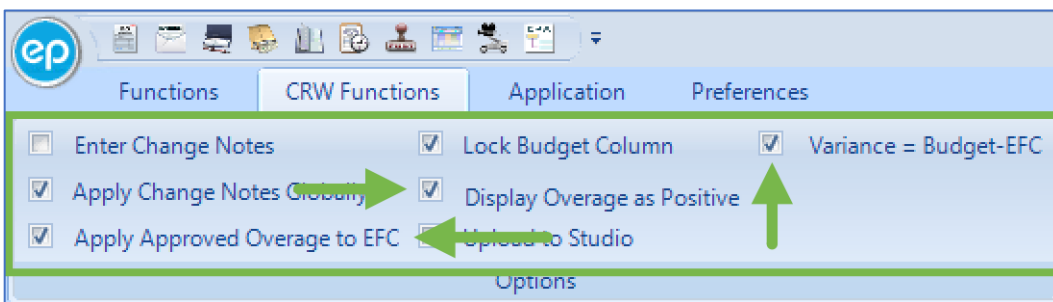 ep
Functions CRW Functions Application Preferences
Enter Change Notes Lock Budget Column Variance = Budget-EFC
Apply Change Notes Globally Display Overage as Positive
Apply Approved Overage to EFC Upload to Studio
Options